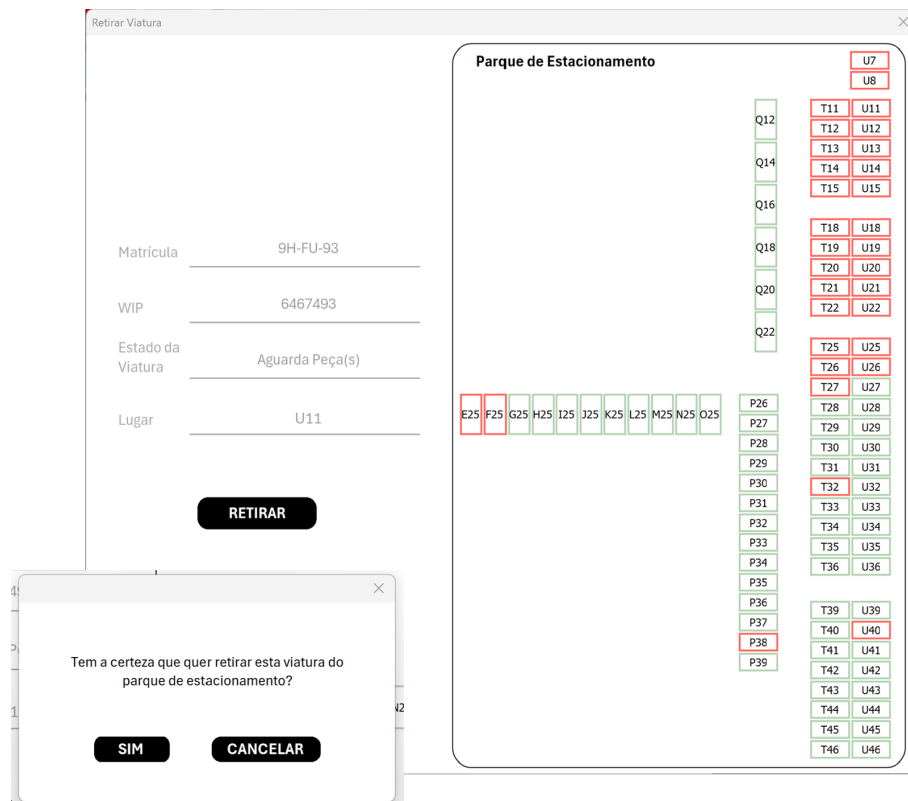 Retirar Viatura
Parque de Estacionamento
U7
U8
Q12
Q14
Q16
Q18
Q20
Q22
T11 U11
T12 U12
T13 U13
T14 U14
T15 U15
T18 U18
T19 U19
T20 U20
T21 U21
T22 U22
T25 U25
T26 U26
T27 U27
T28 U28
T29 U29
T30 U30
T31 U31
T32 U32
T33 U33
T34 U34
T35 U35
T36 U36
T39 U39
T40 U40
T41 U41
T42 U42
T43 U43
T44 U44
T45 U45
T46 U46
E25 F25 G25 H25 I25 J25 K25 L25 M25 N25 O25
P26
P27
P28
P29
P30
P31
P32
P33
P34
P35
P36
P37
P38
P39
Matrícula 9H-FU-93
WIP 6467493
Estado da
Viatura Aguarda Peça(s)
Lugar U11
RETIRAR
Tem a certeza que quer retirar esta viatura do
parque de estacionamento?
SIM CANCELAR